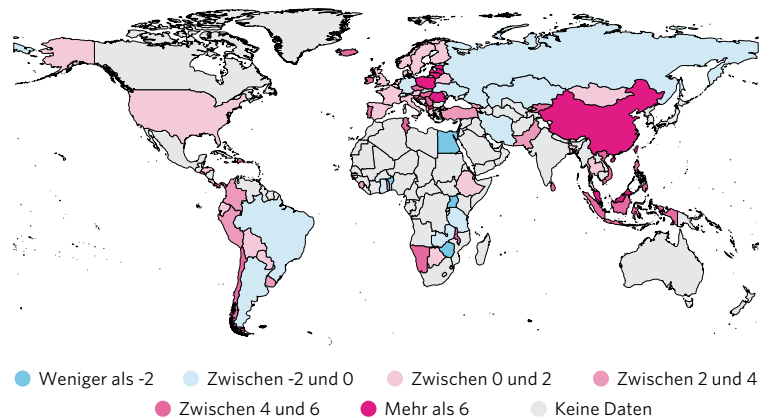 Weniger als -2 Zwischen -2 und 0 Zwischen 0 und 2 Zwischen 2 und 4
Zwischen 4 und 6 Mehr als 6 Keine Daten